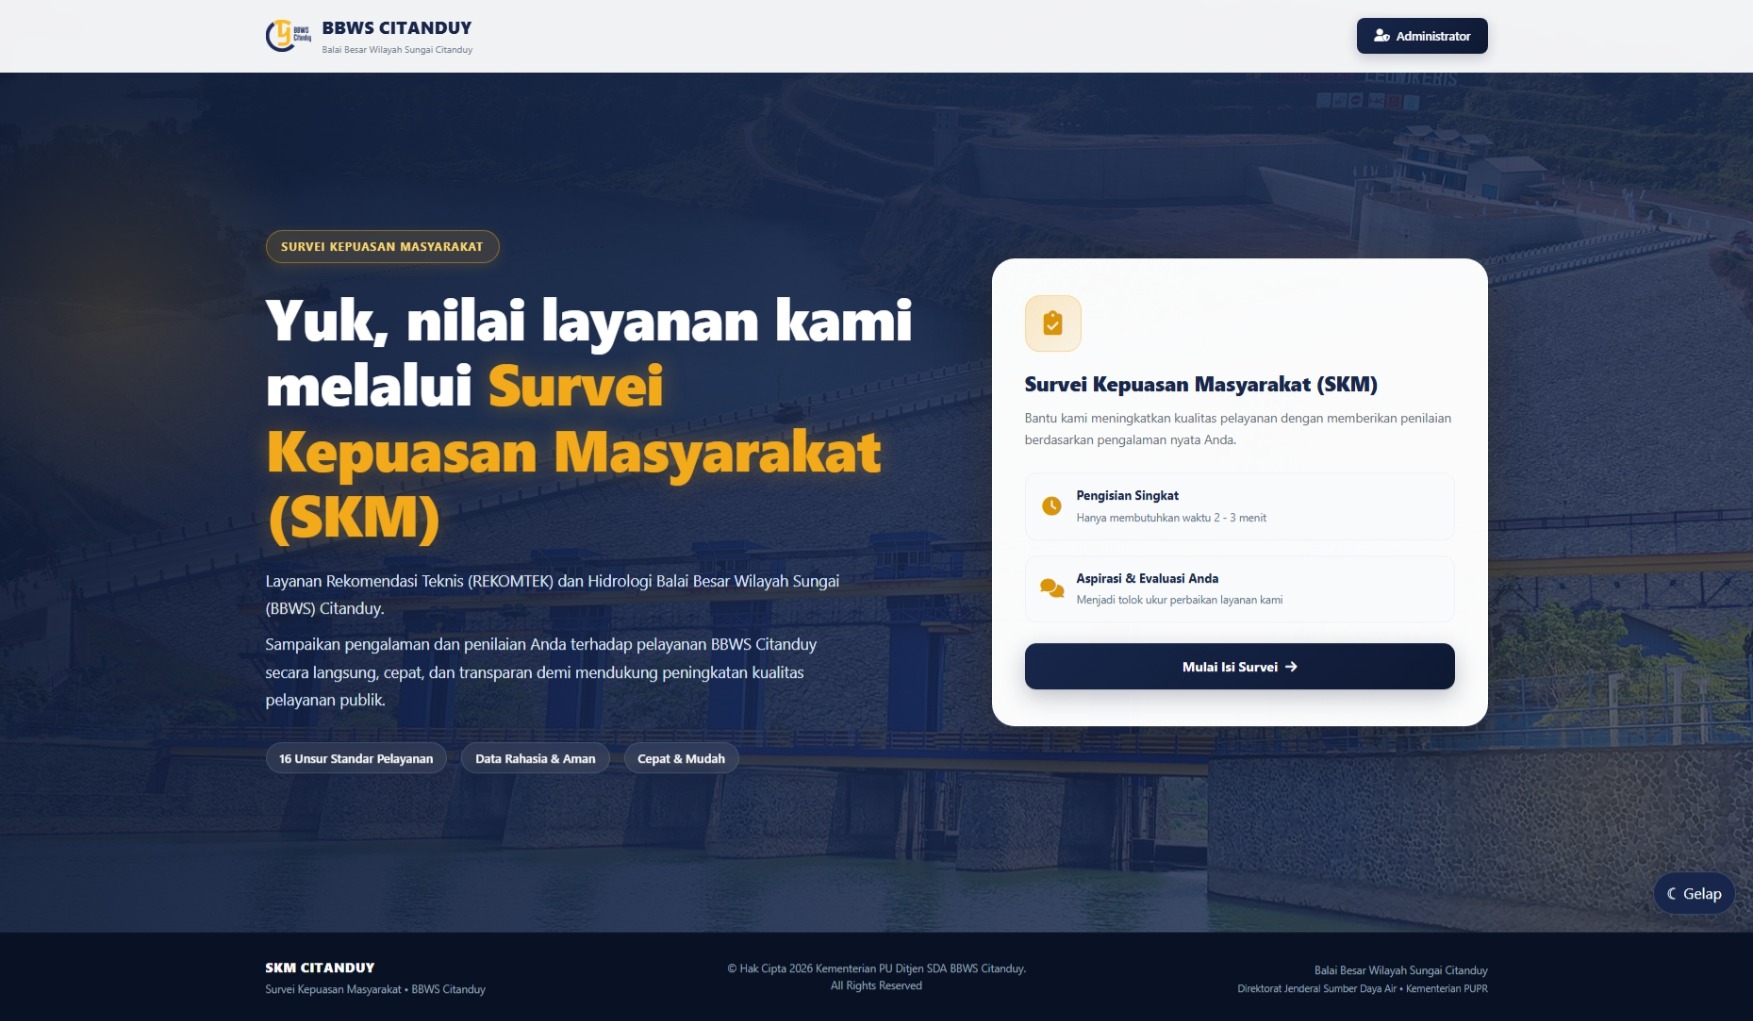 BBWS Citanduy
BBWS CITANDUY
Balai Besar Wilayah Sungai Citanduy
Administrator
LEUWIKERIS
SURVEI KEPUASAN MASYARAKAT
Yuk, nilai layanan kami
melalui Survei
Kepuasan Masyarakat
(SKM)
Layanan Rekomendasi Teknis (REKOMTEK) dan Hidrologi Balai Besar Wilayah Sungai
(BBWS) Citanduy.
Sampaikan pengalaman dan penilaian Anda terhadap pelayanan BBWS Citanduy
secara langsung, cepat, dan transparan demi mendukung peningkatan kualitas
pelayanan publik.
16 Unsur Standar Pelayanan
Data Rahasia & Aman
Cepat & Mudah
Survei Kepuasan Masyarakat (SKM)
Bantu kami meningkatkan kualitas pelayanan dengan memberikan penilaian
berdasarkan pengalaman nyata Anda.
Pengisian Singkat
Hanya membutuhkan waktu 2 - 3 menit
Aspirasi & Evaluasi Anda
Menjadi tolok ukur perbaikan layanan kami
Mulai Isi Survei →
☾ Gelap
SKM CITANDUY
Survei Kepuasan Masyarakat • BBWS Citanduy
© Hak Cipta 2026 Kementerian PU Ditjen SDA BBWS Citanduy.
All Rights Reserved
Balai Besar Wilayah Sungai Citanduy
Direktorat Jenderal Sumber Daya Air • Kementerian PUPR